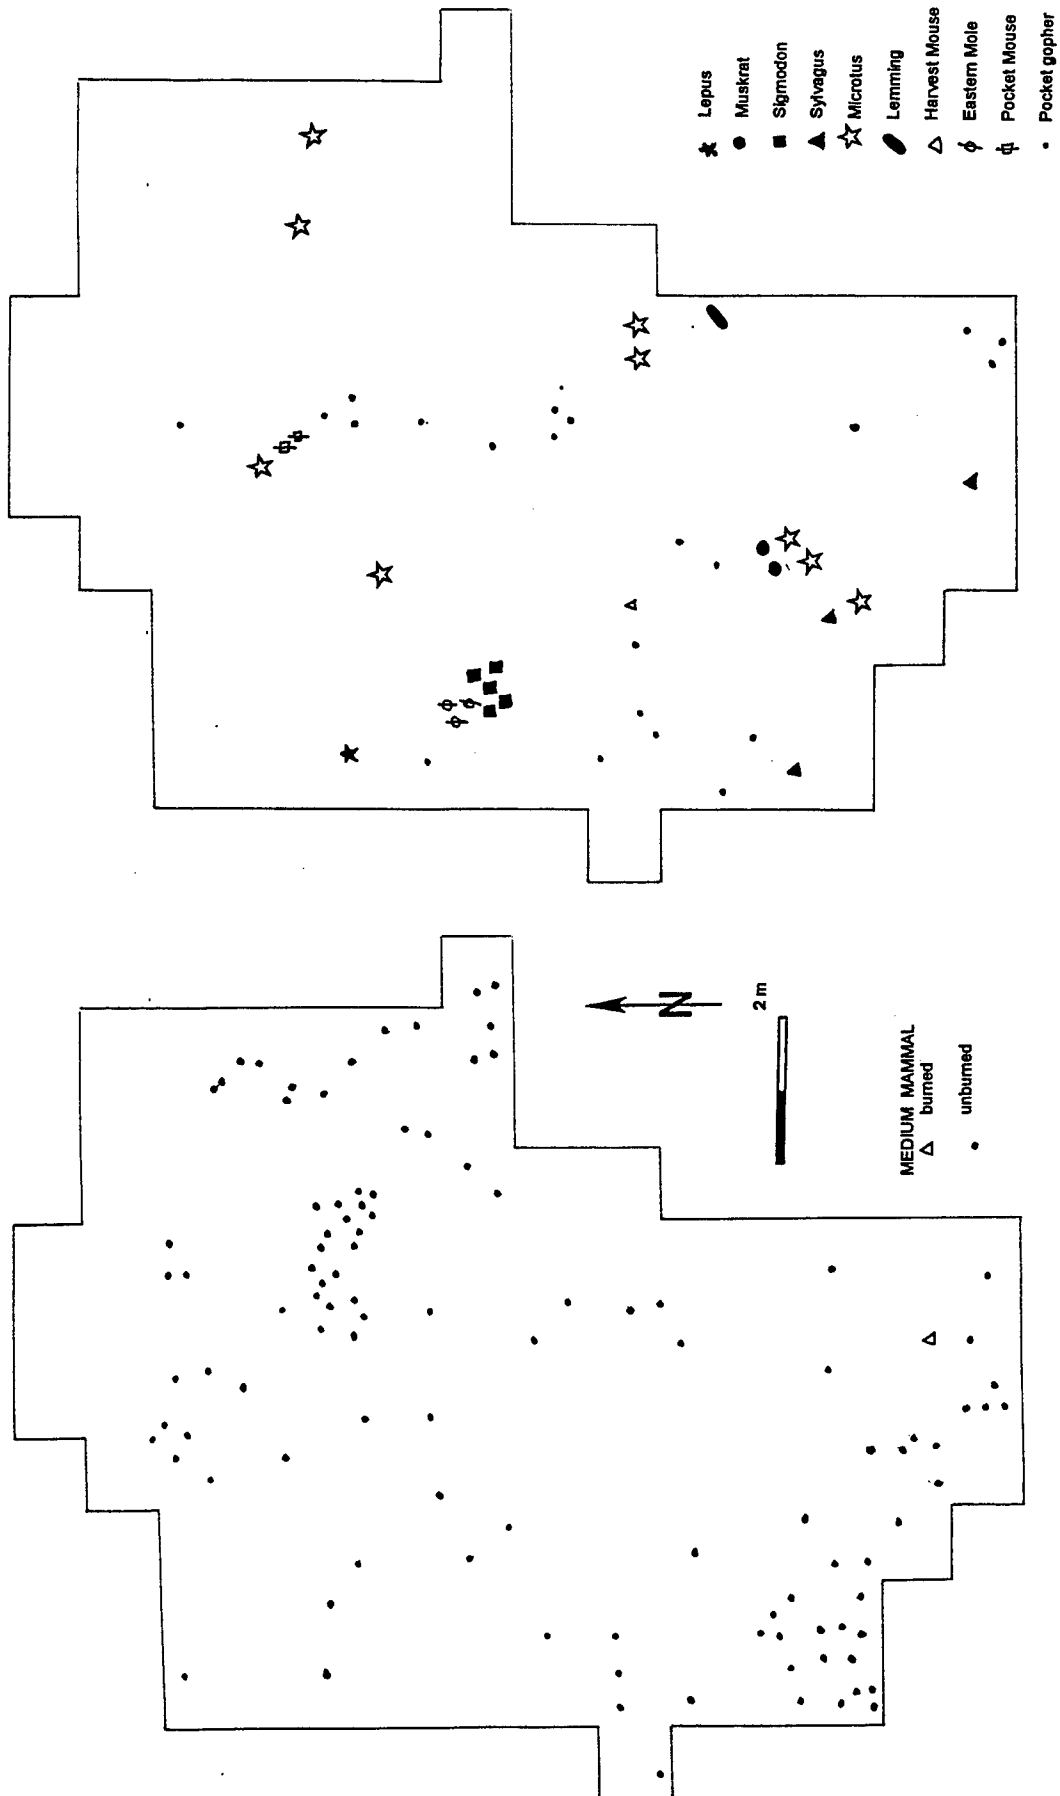 Lepus
Muskrat
Sigmodon
Sylvagus
Microtus
Lemming
Harvest Mouse
Eastern Mole
Pocket Mouse
Pocket gopher
N
2 m
MEDIUM MAMMAL
burned
unburned